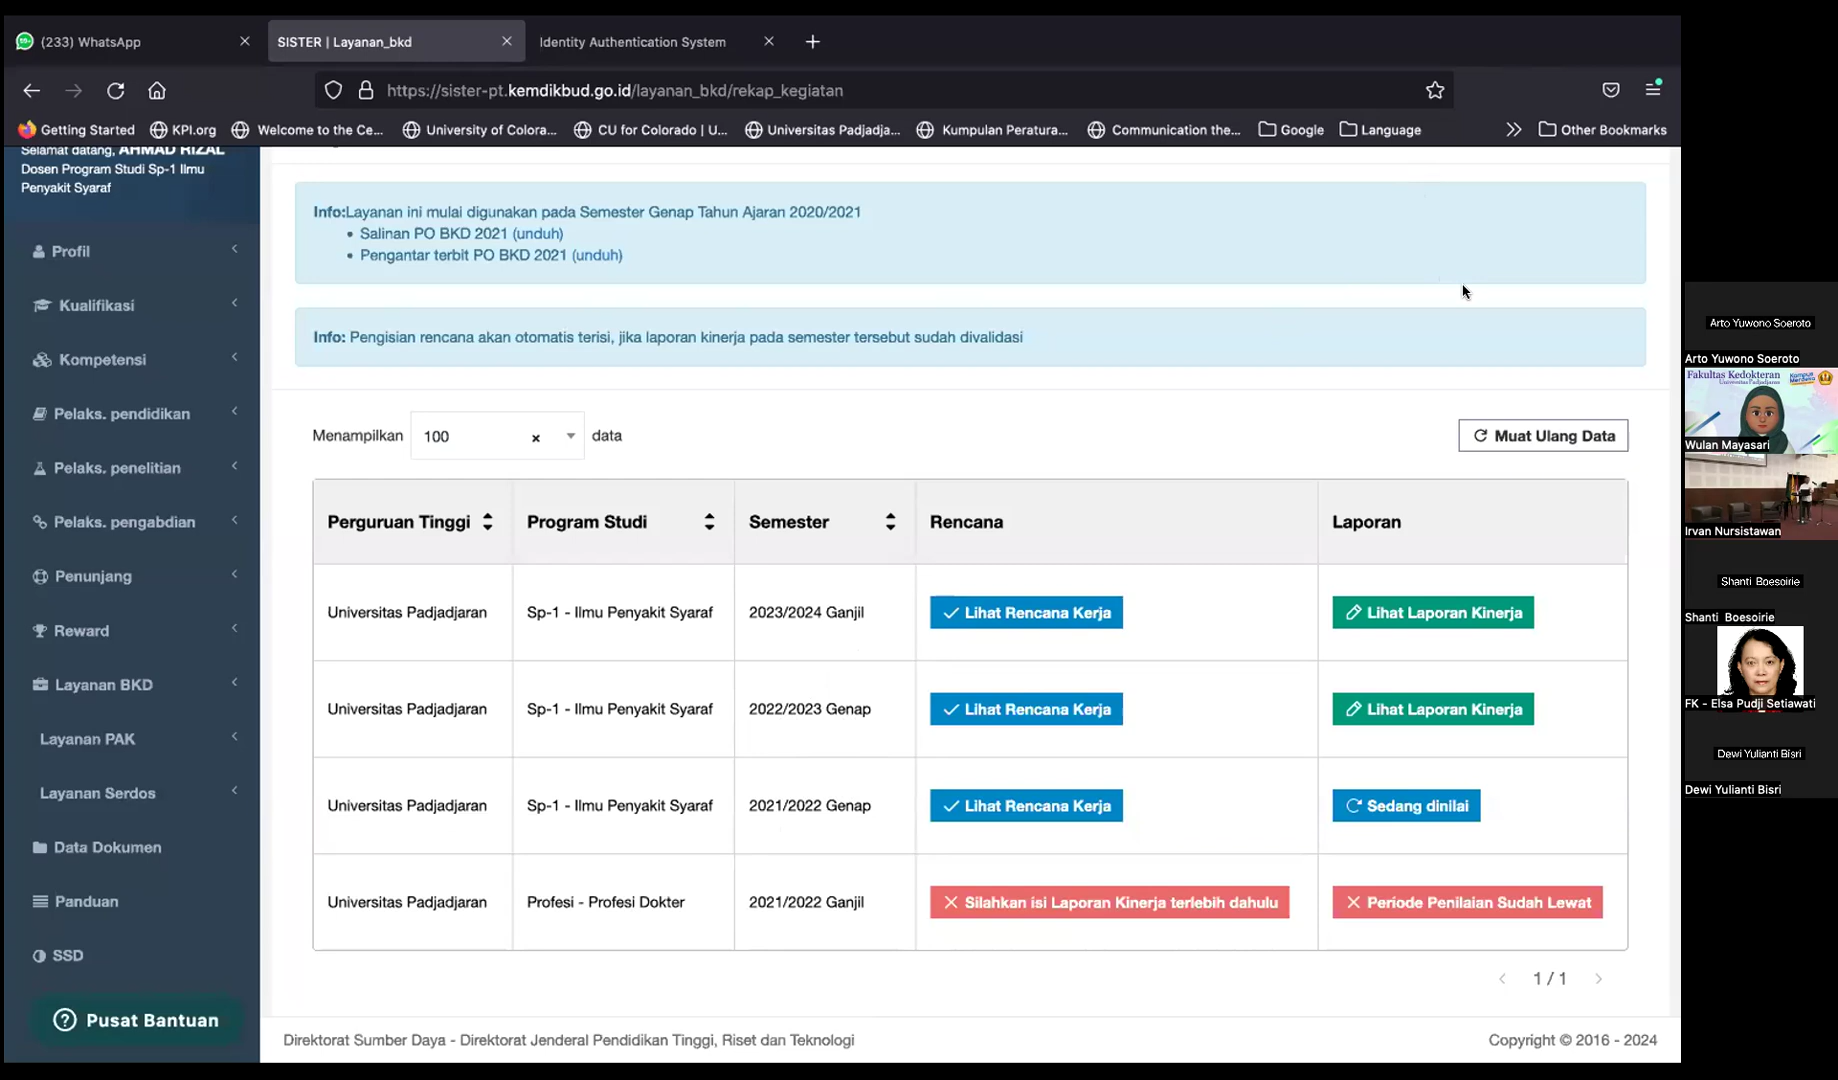 (233) WhatsApp
SISTER | Layanan_bkd
Identity Authentication System
https://sister-pt.kemdikbud.go.id/layanan_bkd/rekap_kegiatan
Getting Started
KPI.org
Welcome to the Ce...
University of Colora...
CU for Colorado | U...
Universitas Padjadja...
Kumpulan Peratura...
Communication the...
Google
Language
Other Bookmarks
Selamat datang, AHMAD RIZAL
Dosen Program Studi Sp-1 Ilmu
Penyakit Syaraf
Profil
Kualifikasi
Kompetensi
Pelaks. pendidikan
Pelaks. penelitian
Pelaks. pengabdian
Penunjang
Reward
Layanan BKD
Layanan PAK
Layanan Serdos
Data Dokumen
Panduan
SSD
Pusat Bantuan
Info:Layanan ini mulai digunakan pada Semester Genap Tahun Ajaran 2020/2021
• Salinan PO BKD 2021 (unduh)
• Pengantar terbit PO BKD 2021 (unduh)
Info: Pengisian rencana akan otomatis terisi, jika laporan kinerja pada semester tersebut sudah divalidasi
Menampilkan 100 × data
Muat Ulang Data
Perguruan Tinggi Program Studi Semester Rencana Laporan
Universitas Padjadjaran Sp-1 - Ilmu Penyakit Syaraf 2023/2024 Ganjil Lihat Rencana Kerja Lihat Laporan Kinerja
Universitas Padjadjaran Sp-1 - Ilmu Penyakit Syaraf 2022/2023 Genap Lihat Rencana Kerja Lihat Laporan Kinerja
Universitas Padjadjaran Sp-1 - Ilmu Penyakit Syaraf 2021/2022 Genap Lihat Rencana Kerja Sedang dinilai
Universitas Padjadjaran Profesi - Profesi Dokter 2021/2022 Ganjil Silahkan isi Laporan Kinerja terlebih dahulu Periode Penilaian Sudah Lewat
1 / 1
Direktorat Sumber Daya - Direktorat Jenderal Pendidikan Tinggi, Riset dan Teknologi
Copyright © 2016 - 2024
Arto Yuwono Soeroto
Arto Yuwono Soeroto
Fakultas Kedokteran
Universitas Padjadjaran
Kampus
Merdeka
Wulan Mayasari
Irvan Nursistawan
Shanti Boesoirie
Shanti Boesoirie
FK - Elsa Pudji Setiawati
Dewi Yulianti Bisri
Dewi Yulianti Bisri